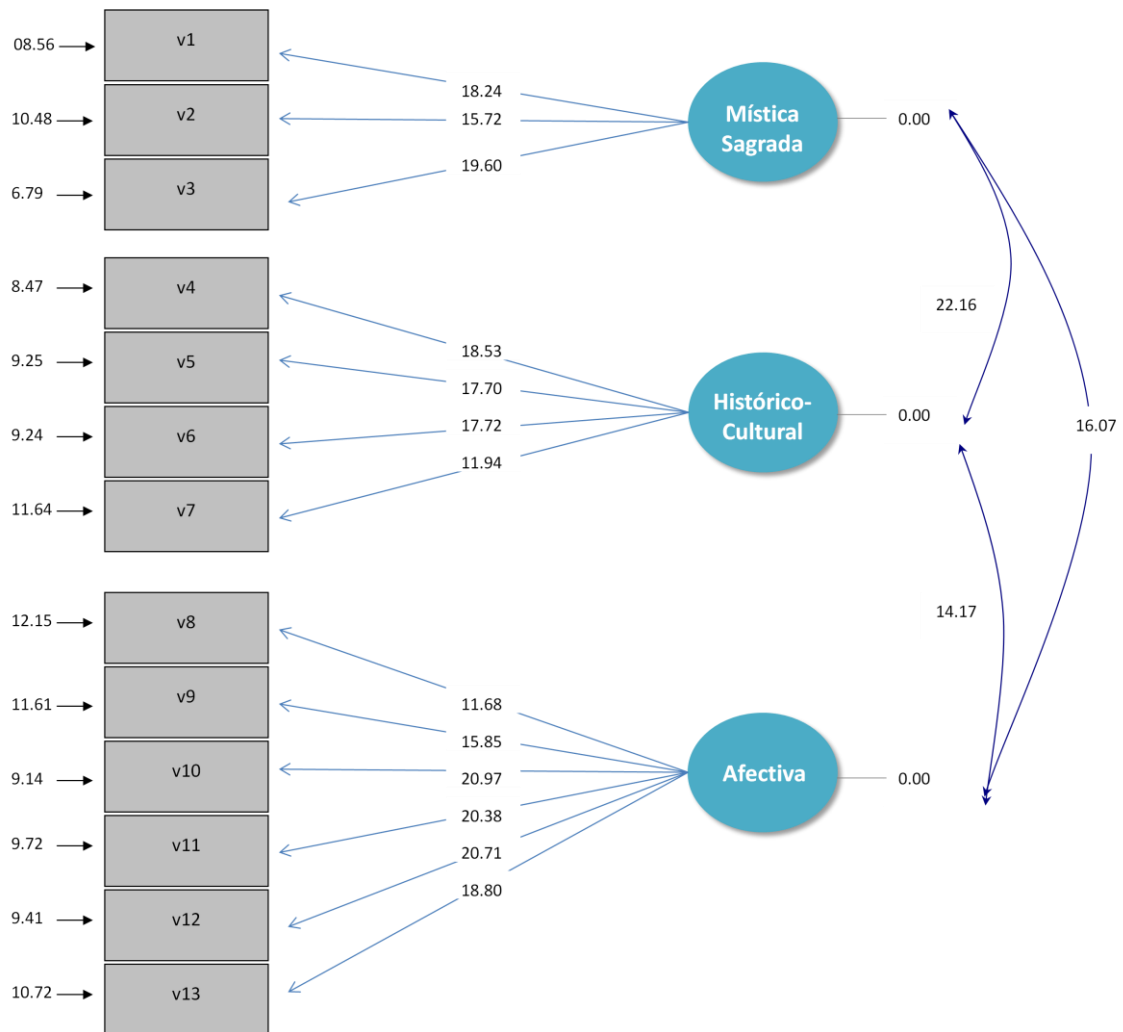 08.56
v1
18.24
10.48
v2
15.72
Mística
Sagrada
0.00
6.79
v3
19.60
8.47
v4
18.53
22.16
9.25
v5
17.70
9.24
v6
17.72
Histórico-
Cultural
0.00
16.07
11.64
v7
11.94
12.15
v8
11.68
14.17
11.61
v9
15.85
9.14
v10
20.97
Afectiva
0.00
9.72
v11
20.38
9.41
v12
20.71
10.72
v13
18.80